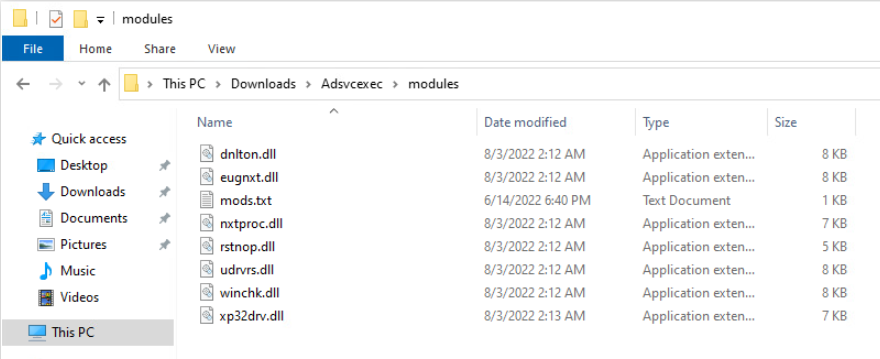 modules
File Home Share View
This PC > Downloads > Adsvcexec > modules
Name Date modified Type Size
Quick access
Desktop
Downloads
Documents
Pictures
Music
Videos
This PC
dnlton.dll 8/3/2022 2:12 AM Application exten... 8 KB
eugnxt.dll 8/3/2022 2:12 AM Application exten... 8 KB
mods.txt 6/14/2022 6:40 PM Text Document 1 KB
nxtproc.dll 8/3/2022 2:12 AM Application exten... 7 KB
rstnop.dll 8/3/2022 2:12 AM Application exten... 5 KB
udrvrs.dll 8/3/2022 2:12 AM Application exten... 8 KB
winchk.dll 8/3/2022 2:12 AM Application exten... 8 KB
xp32drv.dll 8/3/2022 2:13 AM Application exten... 7 KB